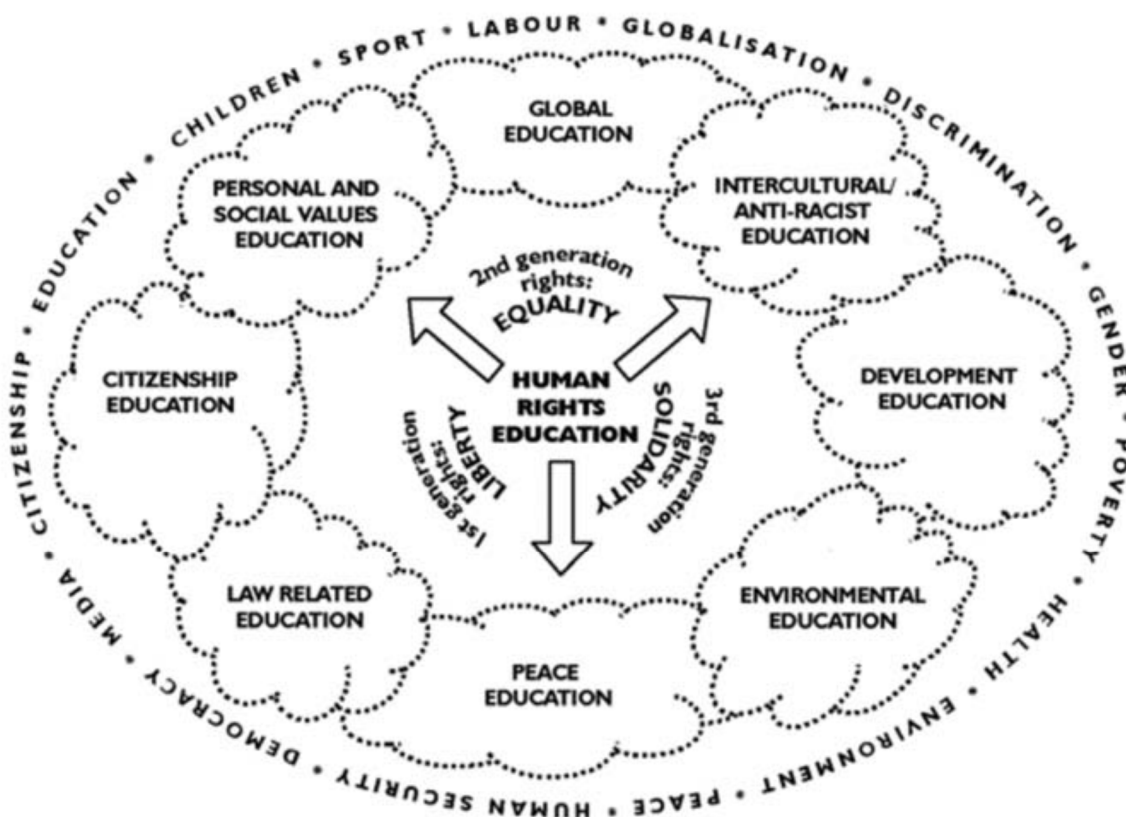 CITIZENSHIP * EDUCATION * CHILDREN * SPORT * LABOUR * GLOBALISATION * DISCRIMINATION * GENDER * POVERTY * HEALTH * ENVIRONMENT * PEACE * HUMAN SECURITY * DEMOCRACY * MEDIA *
GLOBAL
EDUCATION
PERSONAL AND
SOCIAL VALUES
EDUCATION
INTERCULTURAL/
ANTI-RACIST
EDUCATION
2nd generation
rights:
EQUALITY
CITIZENSHIP
EDUCATION
HUMAN
RIGHTS
EDUCATION
DEVELOPMENT
EDUCATION
1st generation
rights:
LIBERTY
3rd generation
rights:
SOLIDARITY
LAW RELATED
EDUCATION
ENVIRONMENTAL
EDUCATION
PEACE
EDUCATION